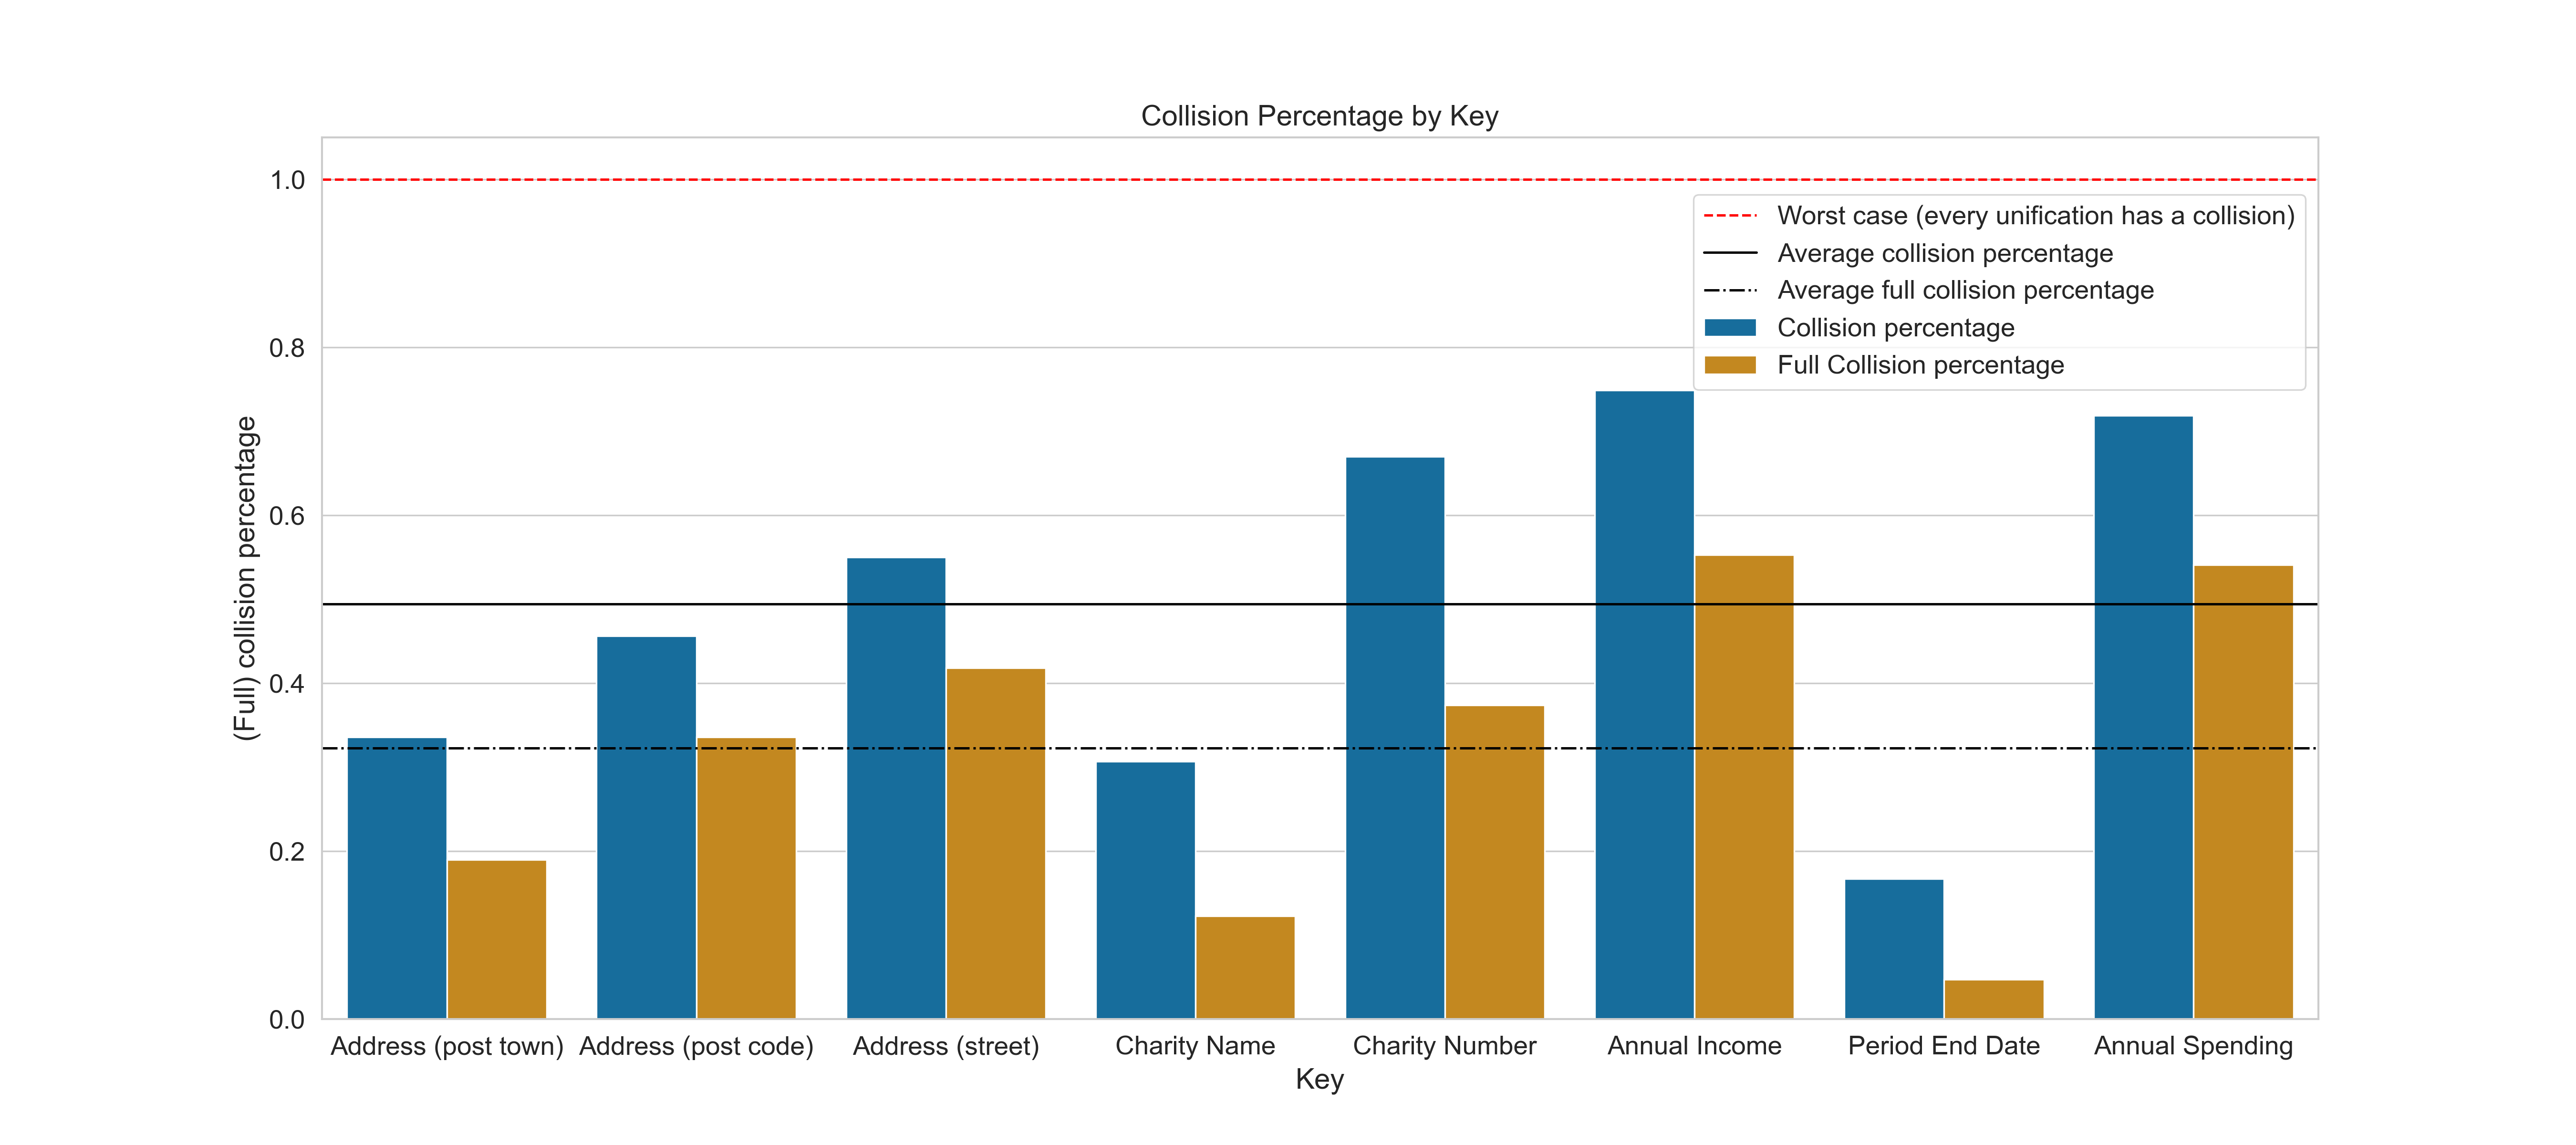 Collision Percentage by Key
1.0
0.8
0.6
0.4
0.2
0.0
(Full) collision percentage
Worst case (every unification has a collision)
Average collision percentage
Average full collision percentage
Collision percentage
Full Collision percentage
Address (post town) Address (post code) Address (street) Charity Name Charity Number Annual Income Period End Date Annual Spending
Key